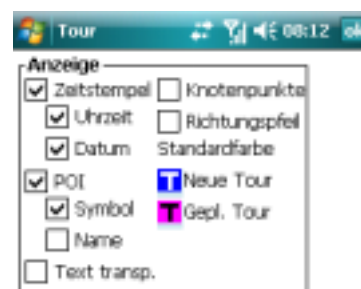 Tour 08:12 ok
Anzeige
Zeitstempel Knotenpunkte
Uhrzeit Richtungspfeil
Datum Standardfarbe
POI T Neue Tour
Symbol T Gepl. Tour
Name
Text transp.